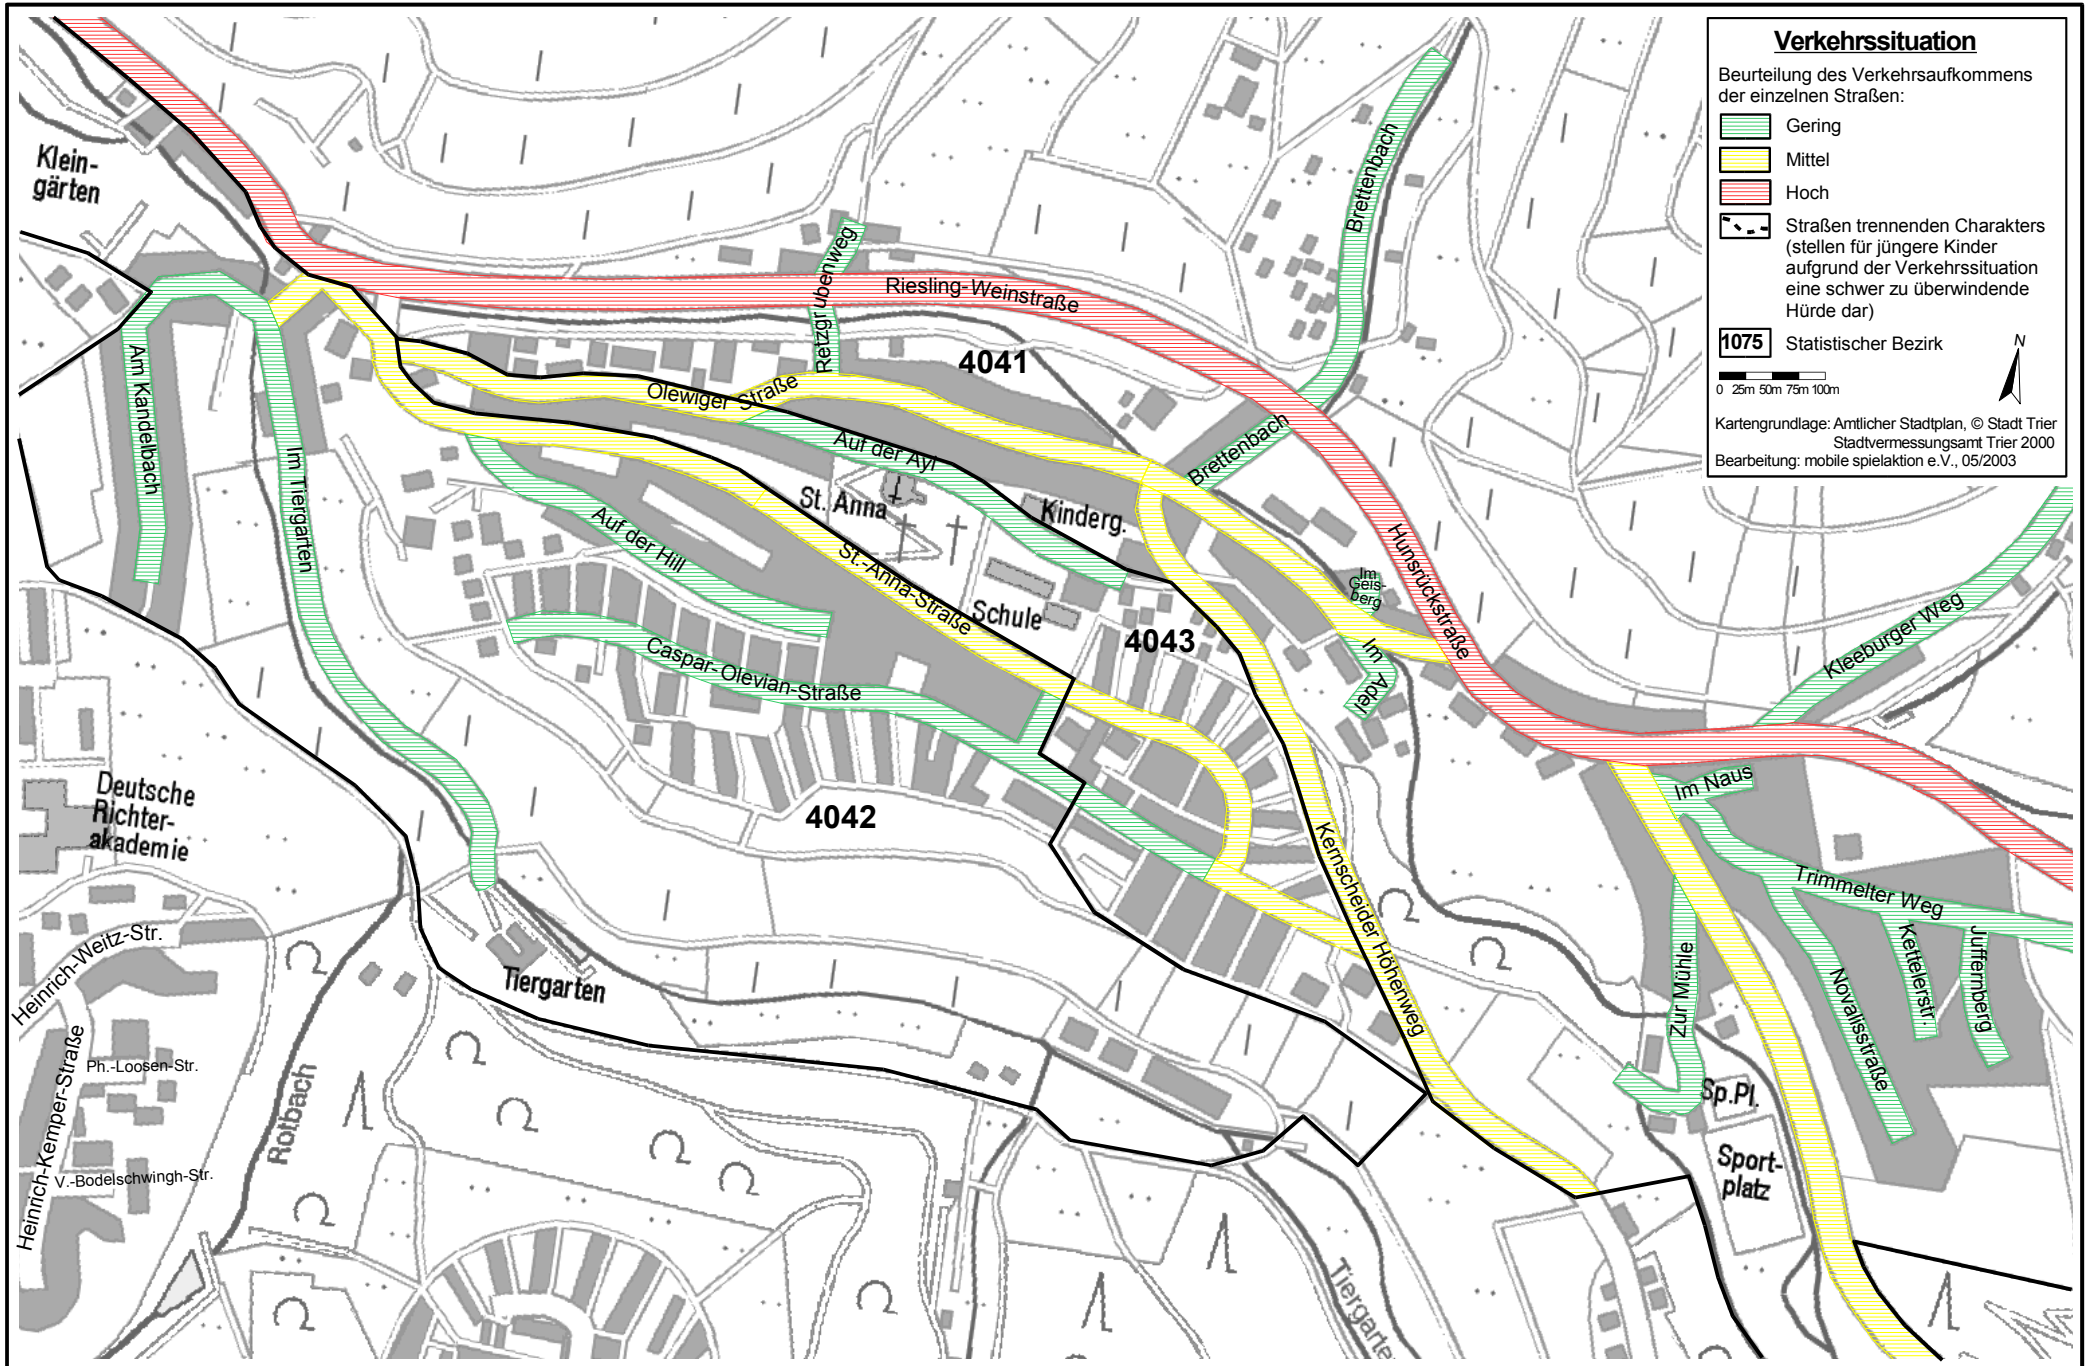 Verkehrssituation
Beurteilung des Verkehrsaufkommens
der einzelnen Straßen:
Gering
Mittel
Hoch
Straßen trennenden Charakters
(stellen für jüngere Kinder
aufgrund der Verkehrssituation
eine schwer zu überwindende
Hürde dar)
1075 Statistischer Bezirk
N
0 25m 50m 75m 100m
Kartengrundlage: Amtlicher Stadtplan, © Stadt Trier
Stadtvermessungsamt Trier 2000
Bearbeitung: mobile spielaktion e.V., 05/2003
Klein-
gärten
Brettenbach
Retzgrubenweg
Riesling-Weinstraße
4041
Am Kandelbach
Im Tiergarten
Olewiger Straße
Auf der Ayl
Brettenbach
St. Anna
Kinderg.
Auf der Hill
St.-Anna-Straße
Schule
Hunsrückstraße
Im
Geis-
berg
4043
Im
Adel
Kleeburger Weg
Caspar-Olevian-Straße
Deutsche
Richter-
akademie
4042
Im Naus
Kernscheider Höhenweg
Trimmelter Weg
Kettelerstr.
Juffernberg
Novalisstraße
Zur Mühle
Heinrich-Weitz-Str.
Tiergarten
Heinrich-Kemper-Straße
Ph.-Loosen-Str.
Rotbach
V.-Bodelschwingh-Str.
Sp.Pl.
Sport-
platz
Tiergarte